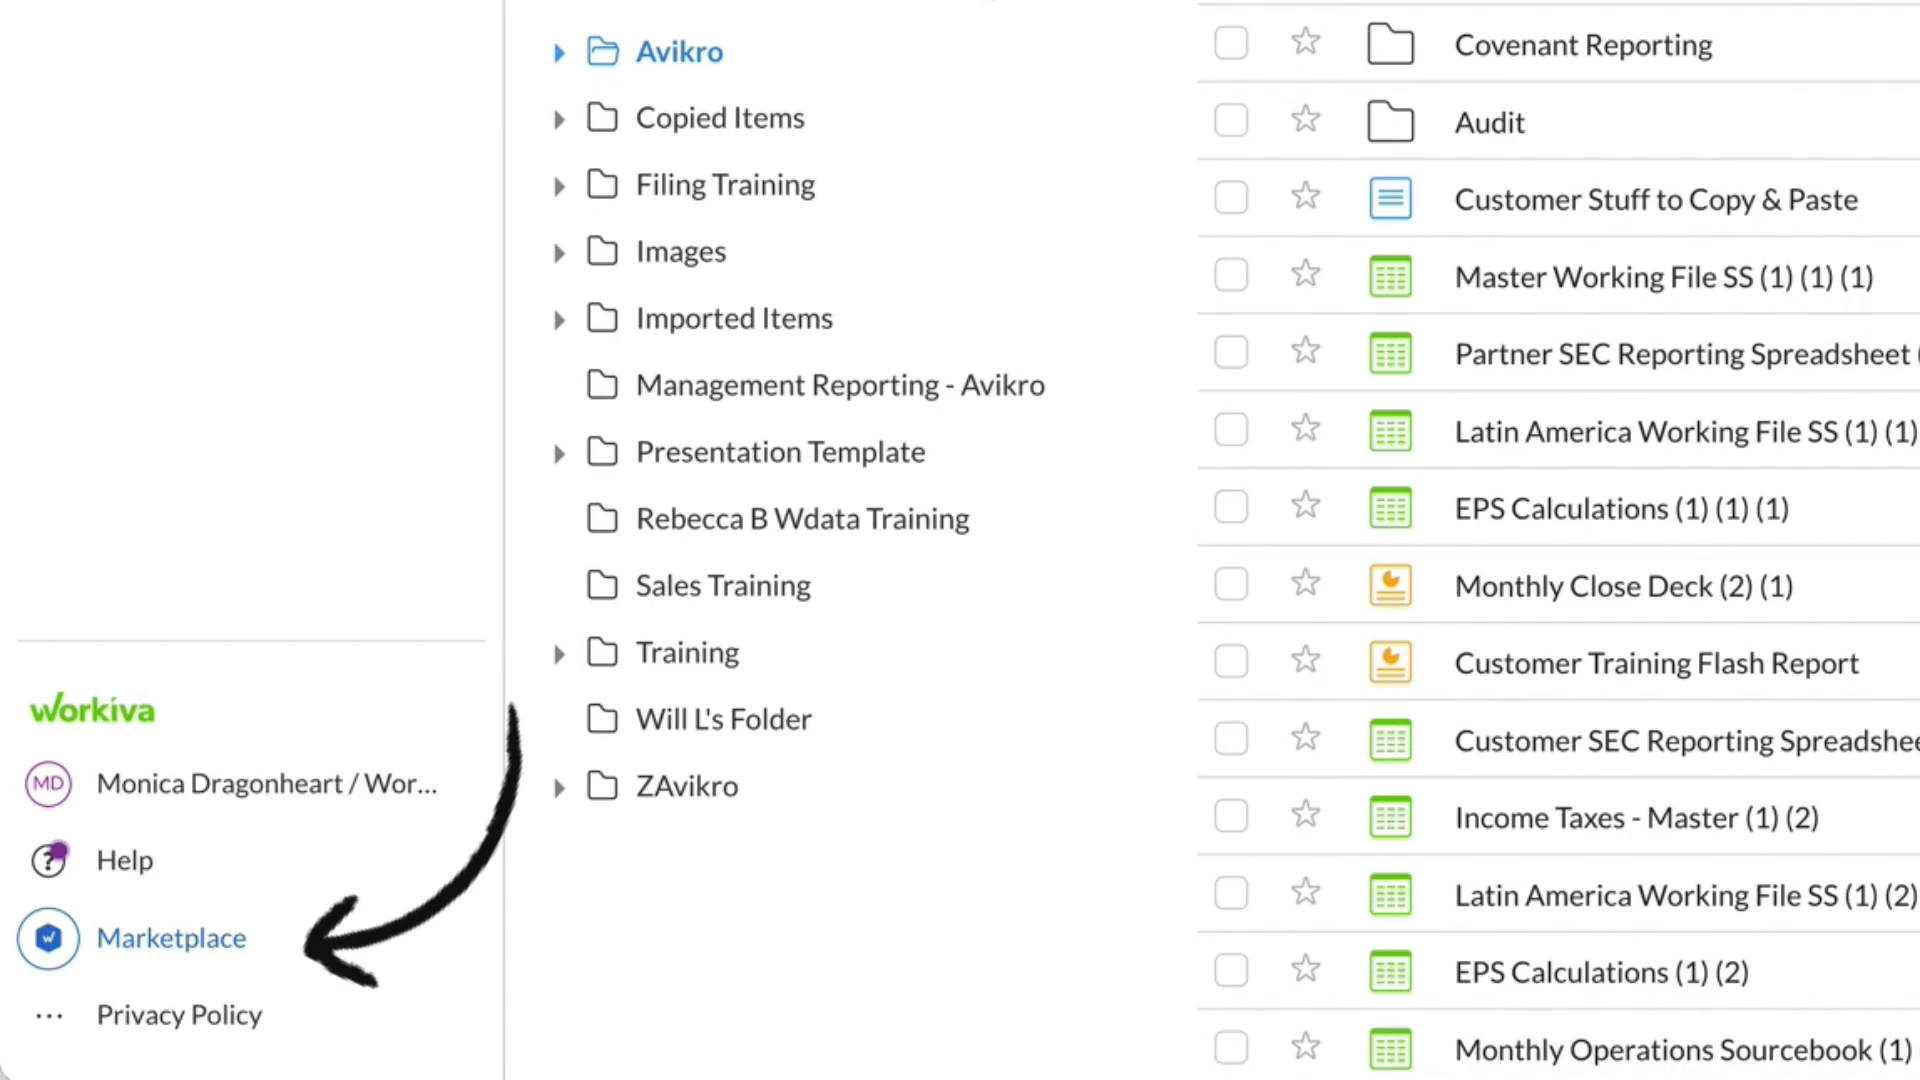 Avikro
Copied Items
Filing Training
Images
Imported Items
Management Reporting - Avikro
Presentation Template
Rebecca B Wdata Training
Sales Training
Training
Will L's Folder
ZAvikro
workiva
MD
Monica Dragonheart / Wor...
?
Help
w
Marketplace
... Privacy Policy
Covenant Reporting
Audit
Customer Stuff to Copy & Paste
Master Working File SS (1) (1) (1)
Partner SEC Reporting Spreadsheet (
Latin America Working File SS (1) (1)
EPS Calculations (1) (1) (1)
Monthly Close Deck (2) (1)
Customer Training Flash Report
Customer SEC Reporting Spreadshee
Income Taxes - Master (1) (2)
Latin America Working File SS (1) (2)
EPS Calculations (1) (2)
Monthly Operations Sourcebook (1)